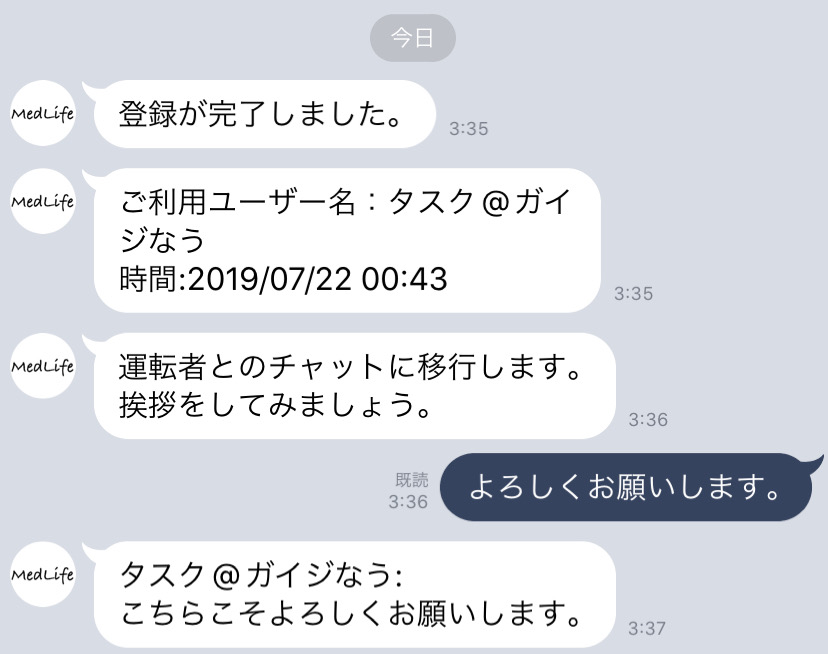 今日
MedLife
登録が完了しました。
3:35
MedLife
ご利用ユーザー名：タスク@ガイ
ジなう
時間:2019/07/22 00:43
3:35
MedLife
運転者とのチャットに移行します。
挨拶をしてみましょう。
3:36
既読
3:36
よろしくお願いします。
MedLife
タスク@ガイジなう:
こちらこそよろしくお願いします。
3:37